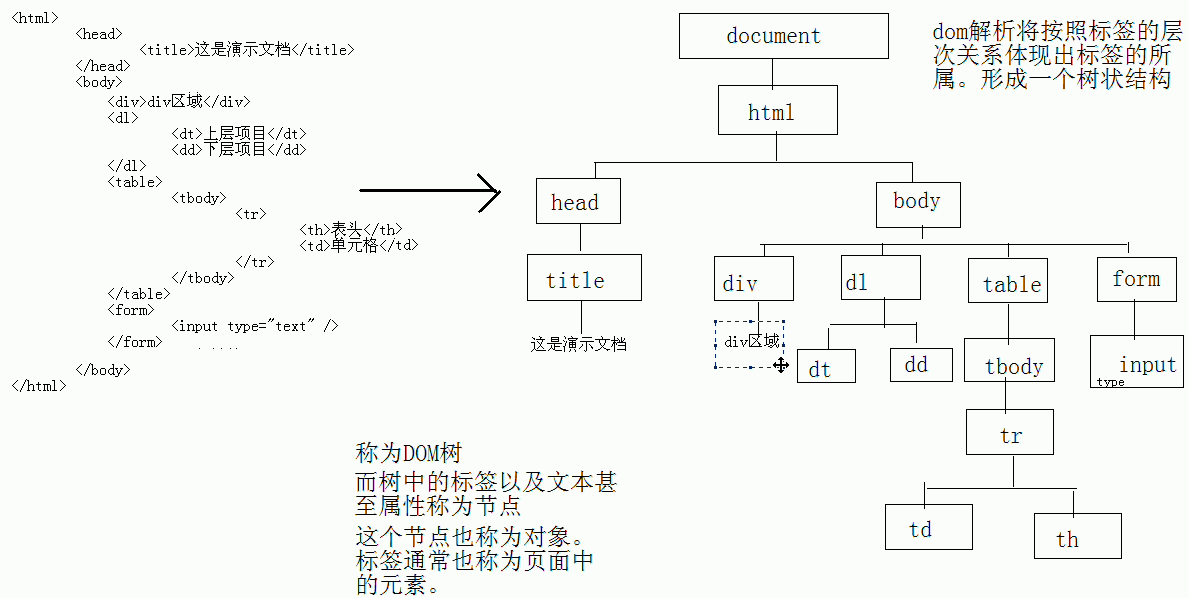 <html>
<head>
<title>这是演示文档</title>
</head>
<body>
<div>div区域</div>
<dl>
<dt>上层项目</dt>
<dd>下层项目</dd>
</dl>
<table>
<tbody>
<tr>
<th>表头</th>
<td>单元格</td>
</tr>
</tbody>
</table>
<form>
<input type="text" />
</form>
</body>
</html>
document
html
head
body
title
div
dl
table
form
这是演示文档
div区域
dt
dd
tbody
input
type
tr
td
th
dom解析将按照标签的层
次关系体现出标签的所
属。形成一个树状结构
称为DOM树
而树中的标签以及文本甚
至属性称为节点
这个节点也称为对象。
标签通常也称为页面中
的元素。